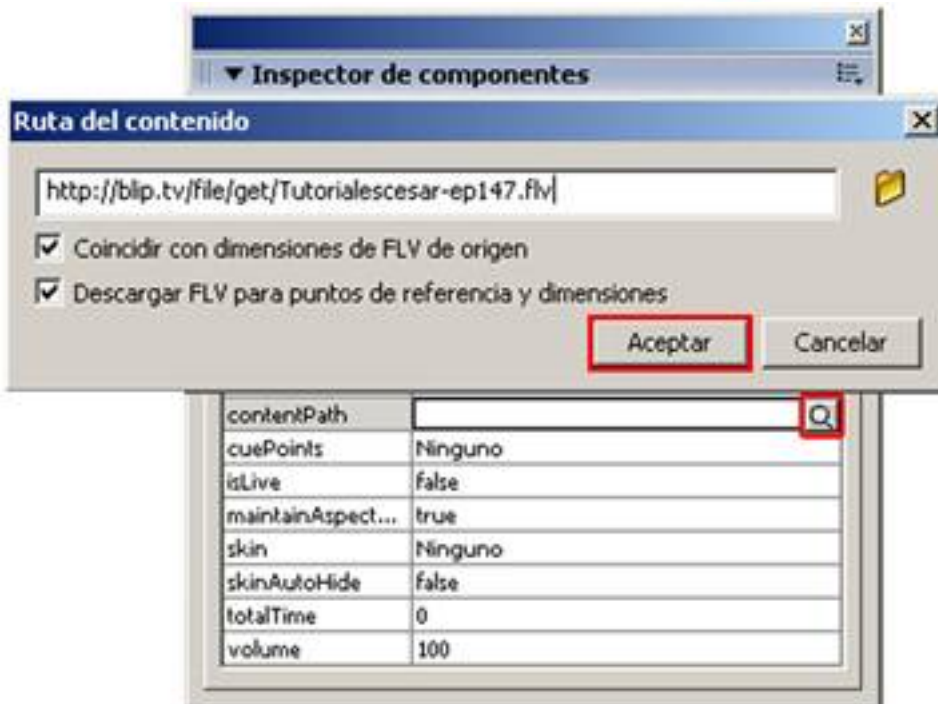 Inspector de componentes
Ruta del contenido
http://blip.tv/file/get/Tutorialescesar-ep147.flv
Coincidir con dimensiones de FLV de origen
Descargar FLV para puntos de referencia y dimensiones
Aceptar Cancelar
contentPath
cuePoints Ninguno
isLive false
maintainAspect... true
skin Ninguno
skinAutoHide false
totalTime 0
volume 100